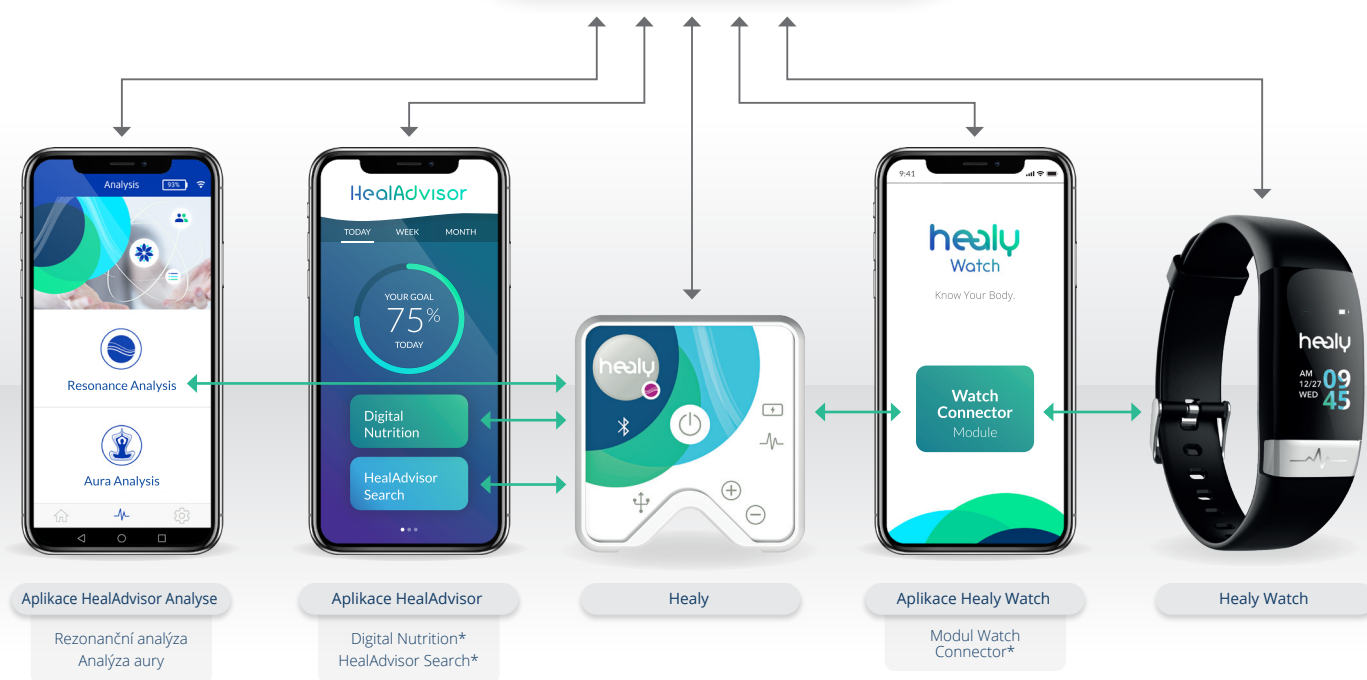 Analysis
93%
Resonance Analysis
Aura Analysis
HealAdvisor
TODAY
WEEK
MONTH
YOUR GOAL
75%
TODAY
Digital
Nutrition
HealAdvisor
Search
healy
9:41
healy
Watch
Know Your Body.
Watch
Connector
Module
healy
AM
12/27
WED
09
45
Aplikace HealAdvisor Analyse
Rezonanční analýza
Analýza aury
Aplikace HealAdvisor
Digital Nutrition*
HealAdvisor Search*
Healy
Aplikace Healy Watch
Modul Watch
Connector*
Healy Watch